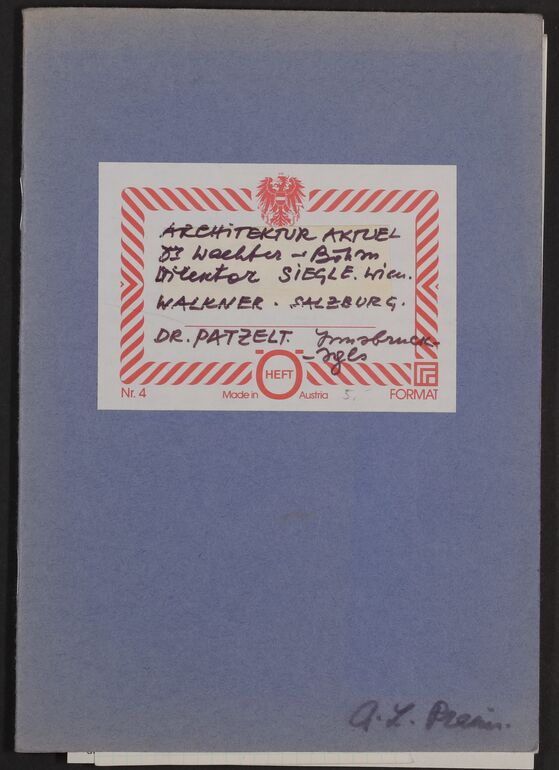 ARCHITEKTUR AKTUEL
Wachter - Böhm
Direktor SIEGLE. Wien.
WALKNER. SALZBURG.
DR. PATZELT. Innsbruck-
-Igls
HEFT
Nr. 4
Made in Austria
5,
FORMAT
A. L.